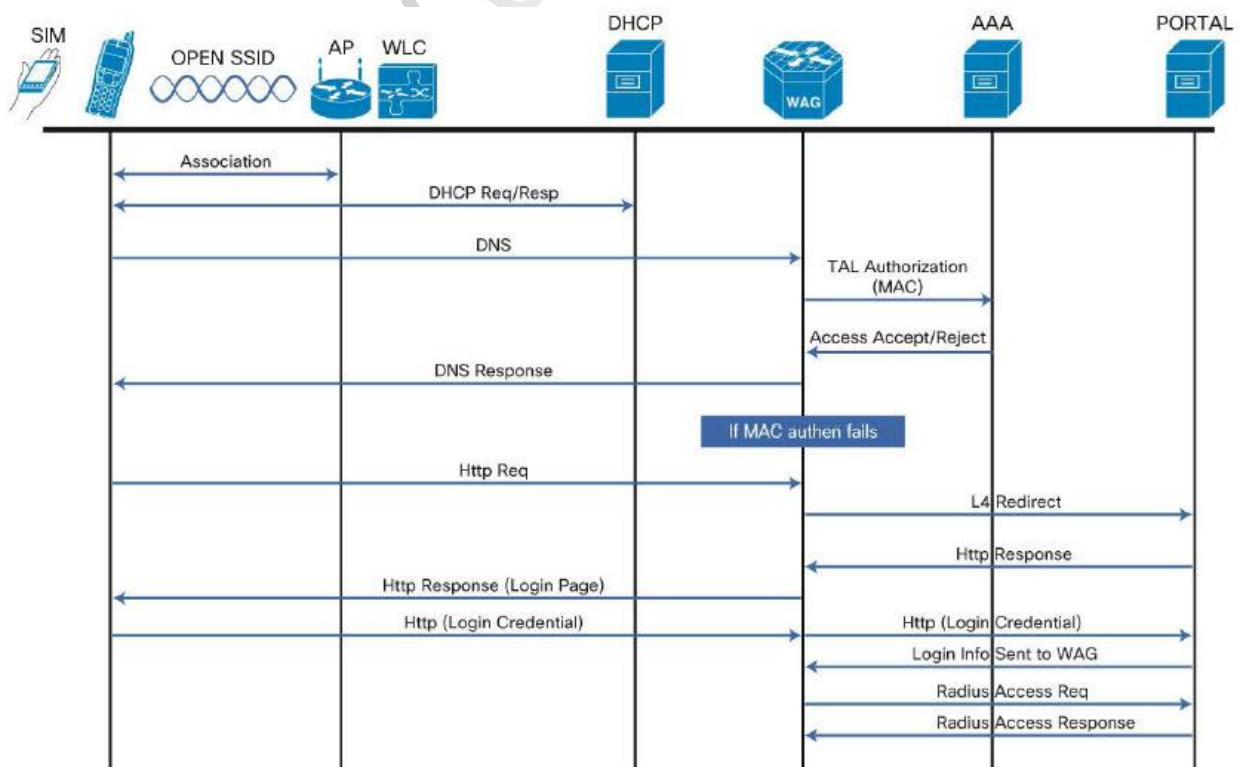 SIM
OPEN SSID
AP
WLC
DHCP
WAG
AAA
PORTAL
Association
DHCP Req/Resp
DNS
TAL Authorization
(MAC)
Access Accept/Reject
DNS Response
If MAC authen fails
Http Req
L4 Redirect
Http Response
Http Response (Login Page)
Http (Login Credential)
Http (Login Credential)
Login Info Sent to WAG
Radius Access Req
Radius Access Response